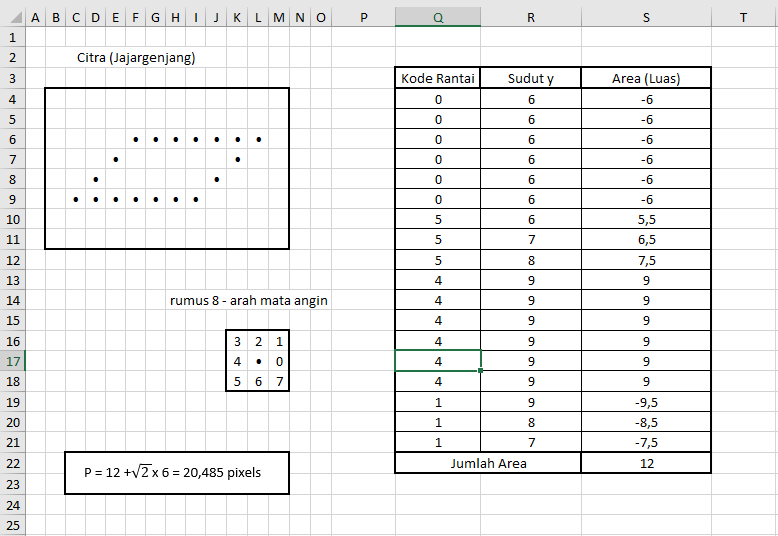 A B C D E F G H I J K L M N O P Q R S T
1
2 Citra (Jajargenjang)
3 Kode Rantai Sudut y Area (Luas)
4 0 6 -6
5 0 6 -6
6 0 6 -6
7 0 6 -6
8 0 6 -6
9 0 6 -6
10 5 6 5,5
11 5 7 6,5
12 5 8 7,5
13 4 9 9
14 rumus 8 - arah mata angin 4 9 9
15 4 9 9
16 3 2 1 4 9 9
17 4 • 0 4 9 9
18 5 6 7 4 9 9
19 1 9 -9,5
20 1 8 -8,5
21 1 7 -7,5
22 P = 12 +√2 x 6 = 20,485 pixels Jumlah Area 12
23
24
25